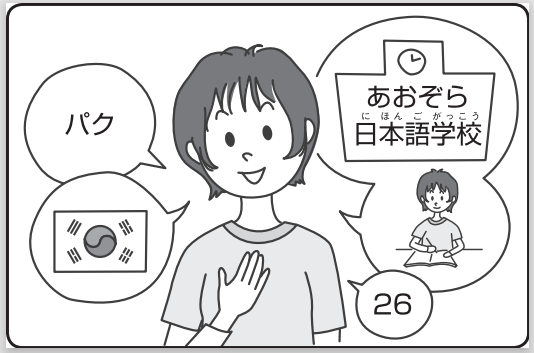 パク
あおぞら
に ほん ご がっ こう
日本語学校
26